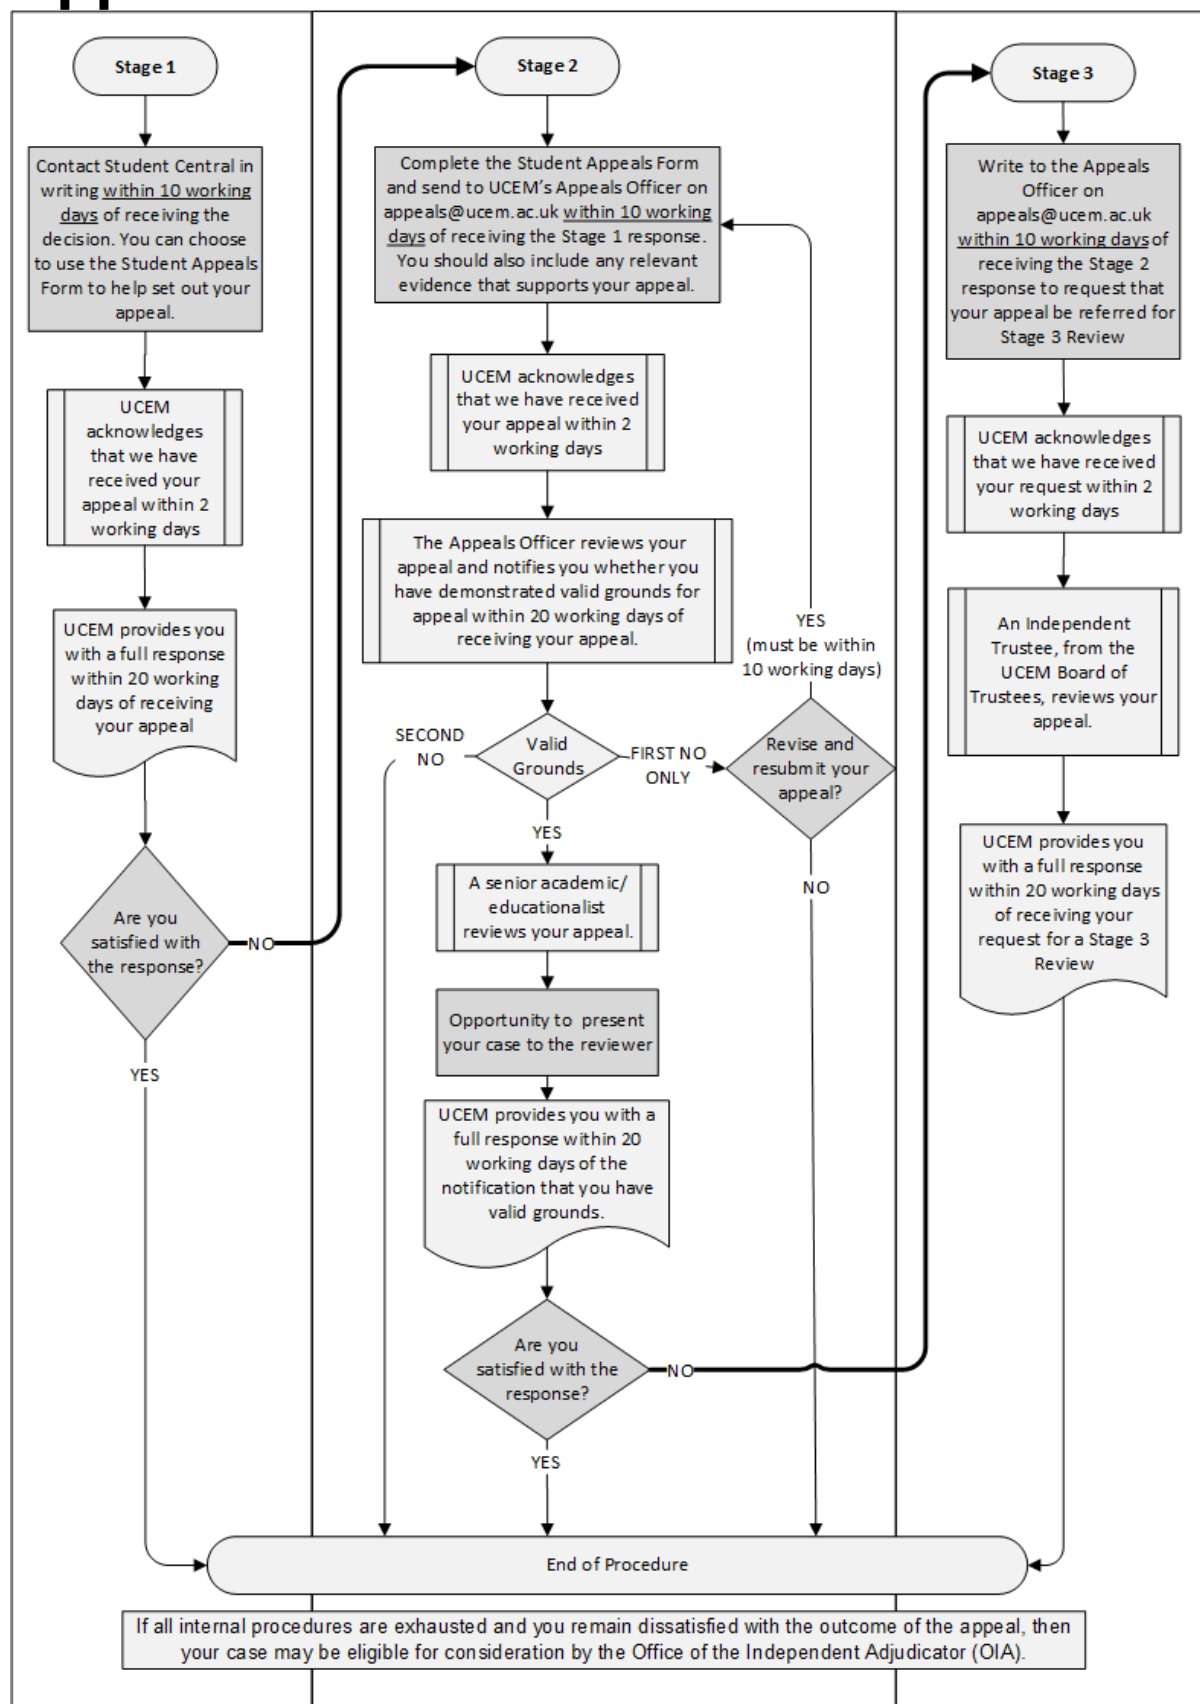 Stage 1
Contact Student Central in
writing within 10 working
days of receiving the
decision. You can choose
to use the Student Appeals
Form to help set out your
appeal.
UCEM
acknowledges
that we have
received your
appeal within 2
working days
UCEM provides you
with a full response
within 20 working
days of receiving
your appeal
Are you
satisfied with
the response?
NO
YES
Stage 2
Complete the Student Appeals Form
and send to UCEM's Appeals Officer on
appeals@ucem.ac.uk within 10 working
days of receiving the Stage 1 response.
You should also include any relevant
evidence that supports your appeal.
UCEM acknowledges
that we have received
your appeal within 2
working days
The Appeals Officer reviews your
appeal and notifies you whether you
have demonstrated valid grounds for
appeal within 20 working days of
receiving your appeal.
Valid
Grounds
SECOND
NO
FIRST NO
ONLY
Revise and
resubmit your
appeal?
YES
(must be within
10 working days)
NO
YES
A senior academic/
educationalist
reviews your appeal.
Opportunity to present
your case to the reviewer
UCEM provides you with a
full response within 20
working days of the
notification that you have
valid grounds.
Are you
satisfied with the
response?
NO
YES
Stage 3
Write to the Appeals
Officer on
appeals@ucem.ac.uk
within 10 working days of
receiving the Stage 2
response to request that
your appeal be referred for
Stage 3 Review
UCEM acknowledges
that we have received
your request within 2
working days
An Independent
Trustee, from the
UCEM Board of
Trustees, reviews your
appeal.
UCEM provides you
with a full response
within 20 working days
of receiving your
request for a Stage 3
Review
End of Procedure
If all internal procedures are exhausted and you remain dissatisfied with the outcome of the appeal, then
your case may be eligible for consideration by the Office of the Independent Adjudicator (OIA).